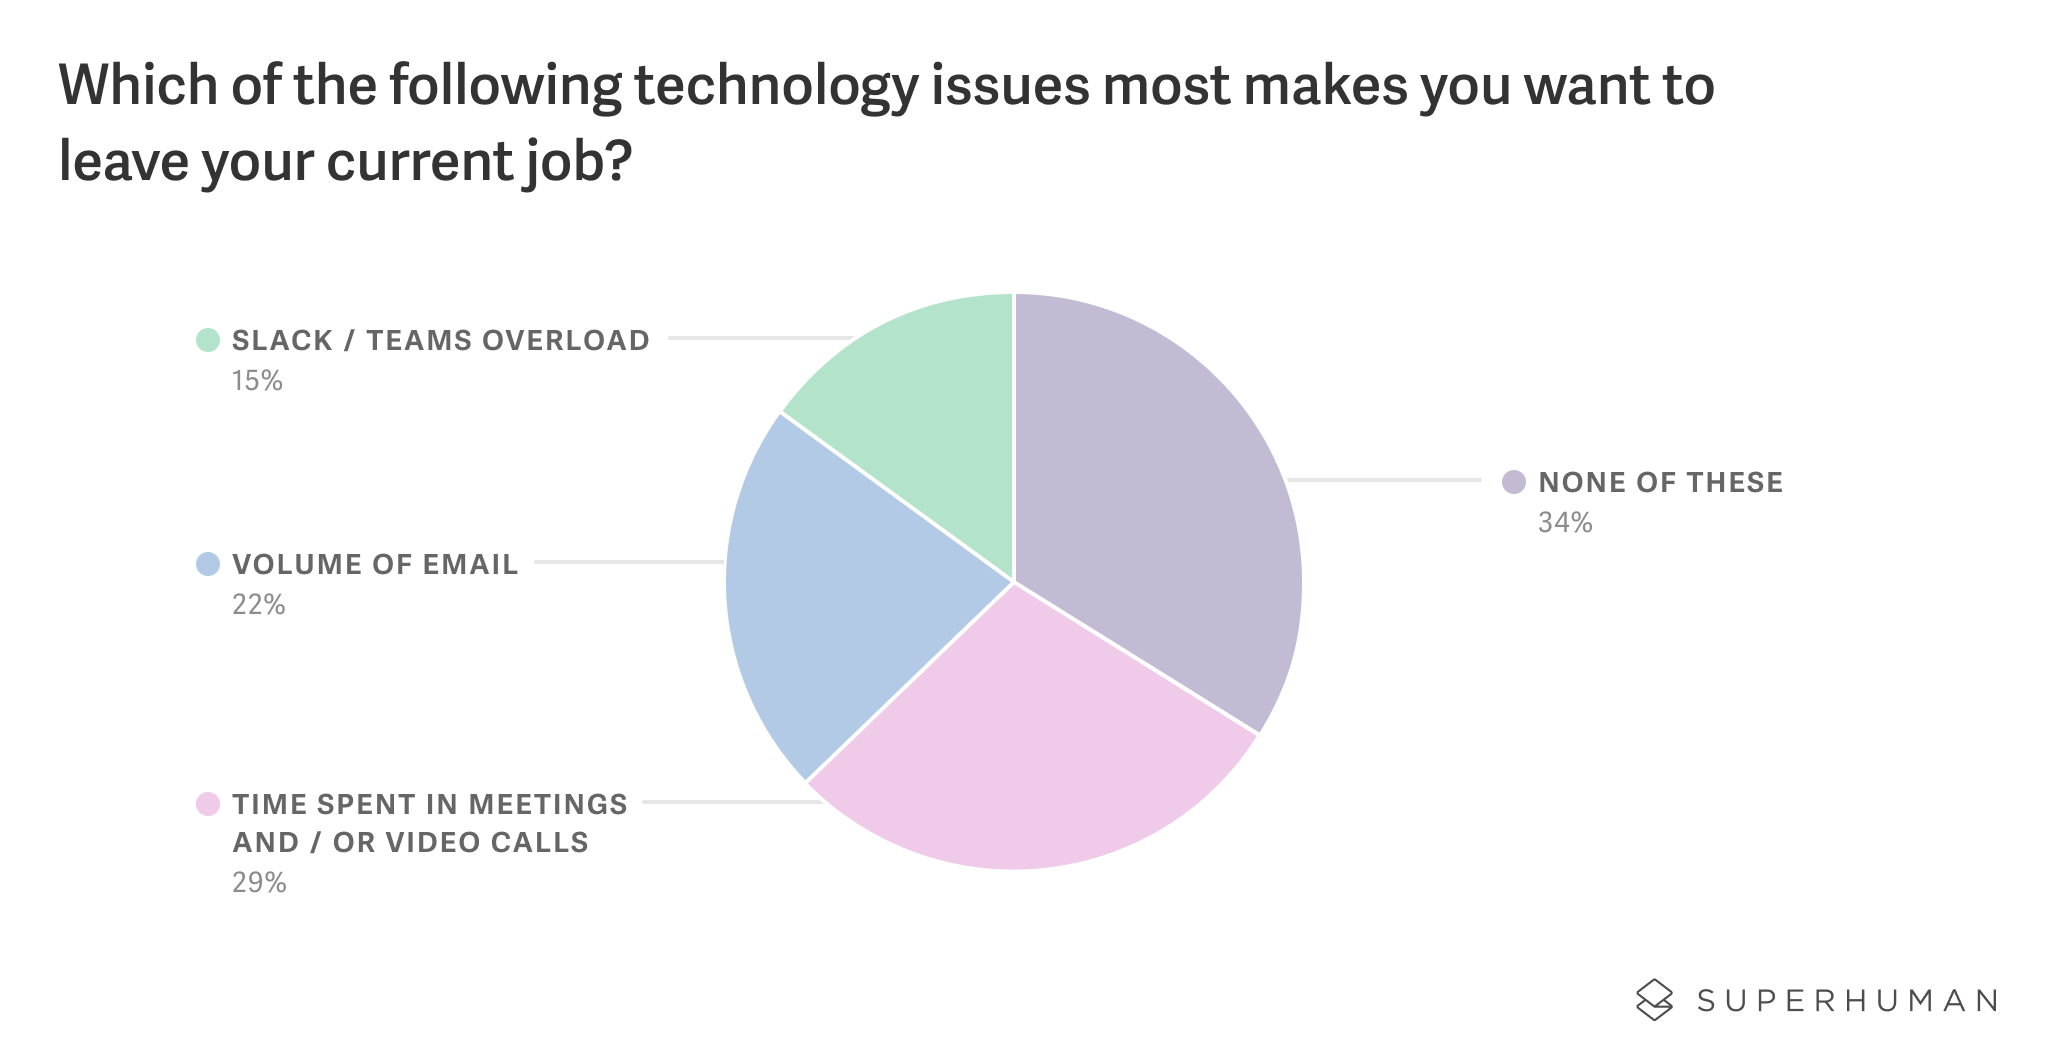 Which of the following technology issues most makes you want to
leave your current job?
SLACK / TEAMS OVERLOAD
15%
VOLUME OF EMAIL
22%
TIME SPENT IN MEETINGS
AND / OR VIDEO CALLS
29%
NONE OF THESE
34%
SUPERHUMAN